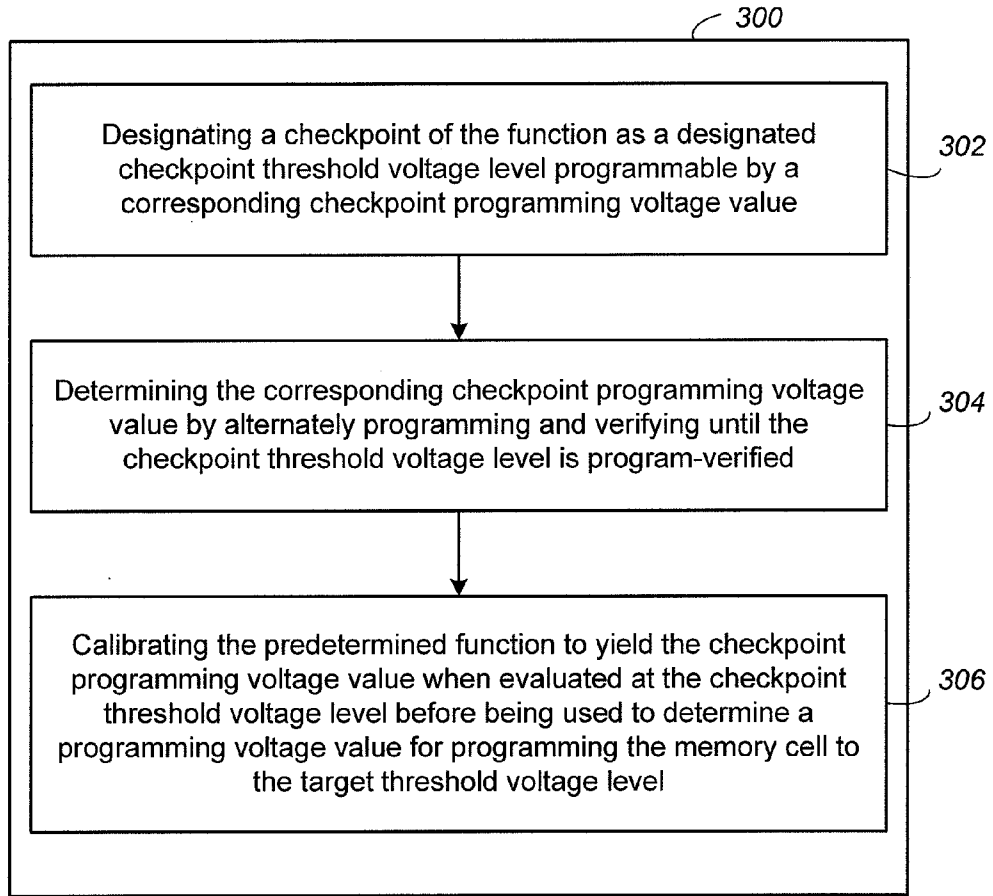 300
Designating a checkpoint of the function as a designated
checkpoint threshold voltage level programmable by a
corresponding checkpoint programming voltage value
302
Determining the corresponding checkpoint programming voltage
value by alternately programming and verifying until the
checkpoint threshold voltage level is program-verified
304
Calibrating the predetermined function to yield the checkpoint
programming voltage value when evaluated at the checkpoint
threshold voltage level before being used to determine a
programming voltage value for programming the memory cell to
the target threshold voltage level
306